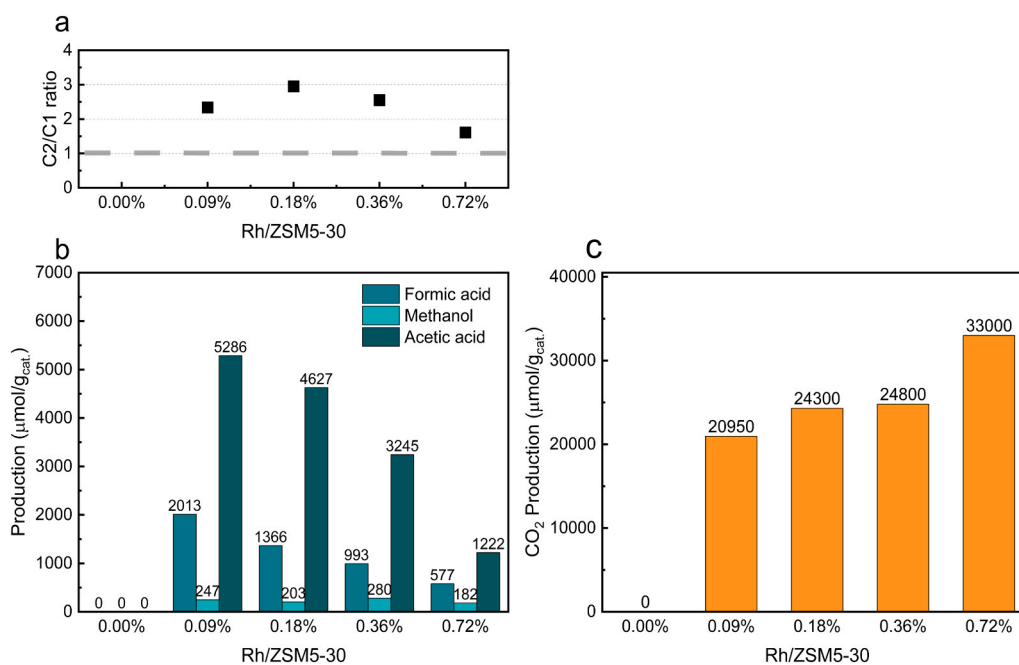 a
C2/C1 ratio
4
3
2
1
0
0.00% 0.09% 0.18% 0.36% 0.72%
Rh/ZSM5-30
b
Production (μmol/gcat.)
7000
6000
5000
4000
3000
2000
1000
0
Formic acid
Methanol
Acetic acid
0 0 0
2013 247 5286
1366 203 4627
993 280 3245
577 182 1222
0.00% 0.09% 0.18% 0.36% 0.72%
Rh/ZSM5-30
c
CO2 Production (μmol/gcat.)
40000
30000
20000
10000
0
0 20950 24300 24800 33000
0.00% 0.09% 0.18% 0.36% 0.72%
Rh/ZSM5-30